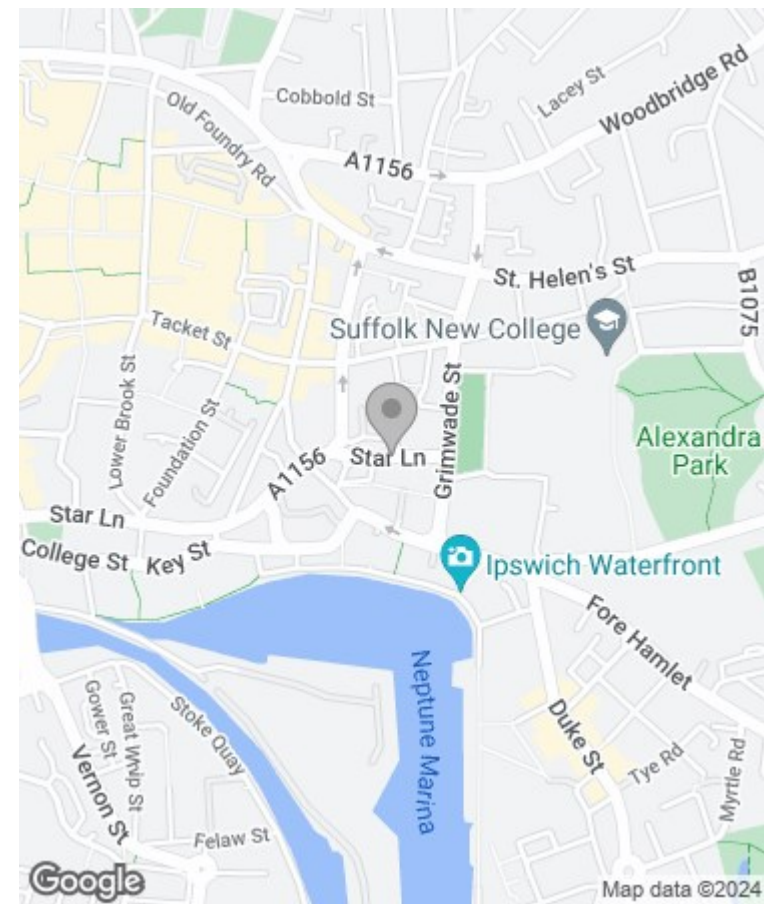 Cobbold St
Lacey St
Woodbridge Rd
Old Foundry Rd
A1156
St. Helen's St
B1075
Suffolk New College
Tacket St
Lower Brook St
Foundation St
Grimwade St
Alexandra
Park
A1156
Star Ln
Star Ln
College St
Key St
Ipswich Waterfront
Fore Hamlet
Neptune Marina
Duke St
Stoke Quay
Gower St
Great Whip St
Vernon St
Tye Rd
Myrtle Rd
Felaw St
Google
Map data ©2024